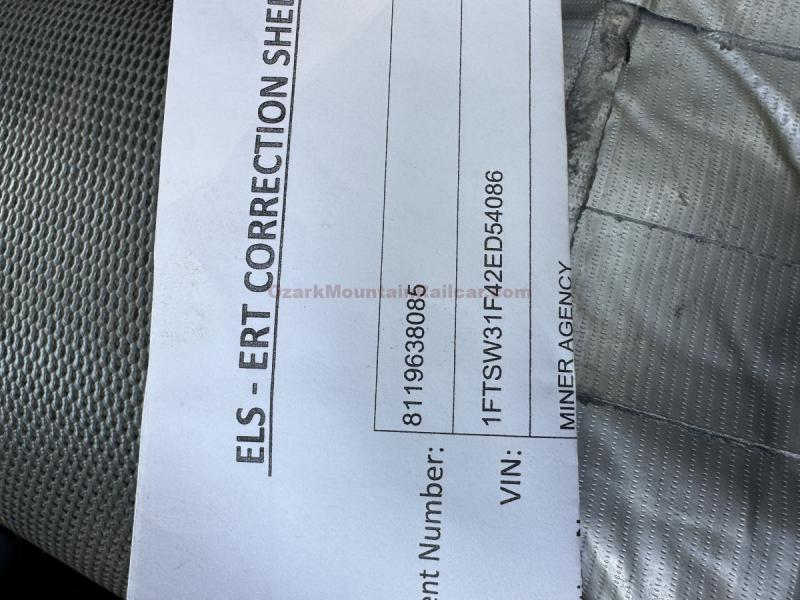 ELS - ERT CORRECTION SHE
ent Number: 8119638085
VIN: 1FTSW31F42ED54086
MINER AGENCY
OzarkMountainRailcar.com